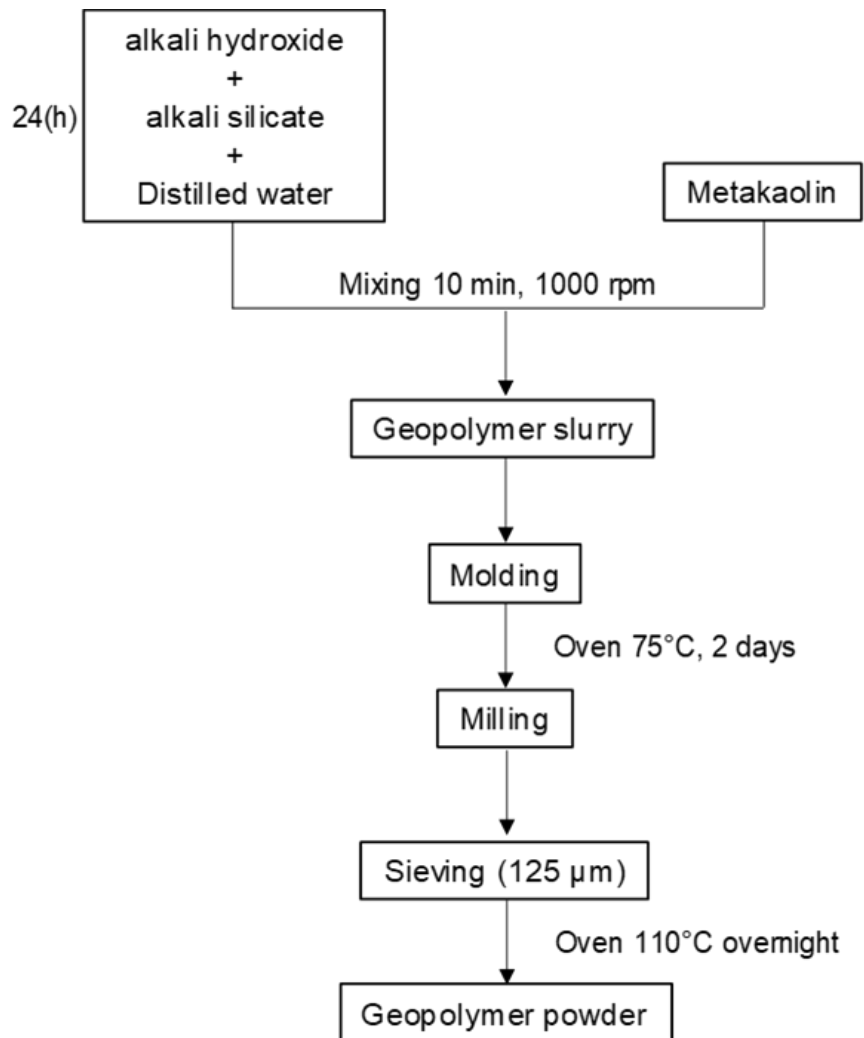 alkali hydroxide
+
24(h)
alkali silicate
+
Distilled water
Metakaolin
Mixing 10 min, 1000 rpm
Geopolymer slurry
Molding
Oven 75°C, 2 days
Milling
Sieving (125 µm)
Oven 110°C overnight
Geopolymer powder